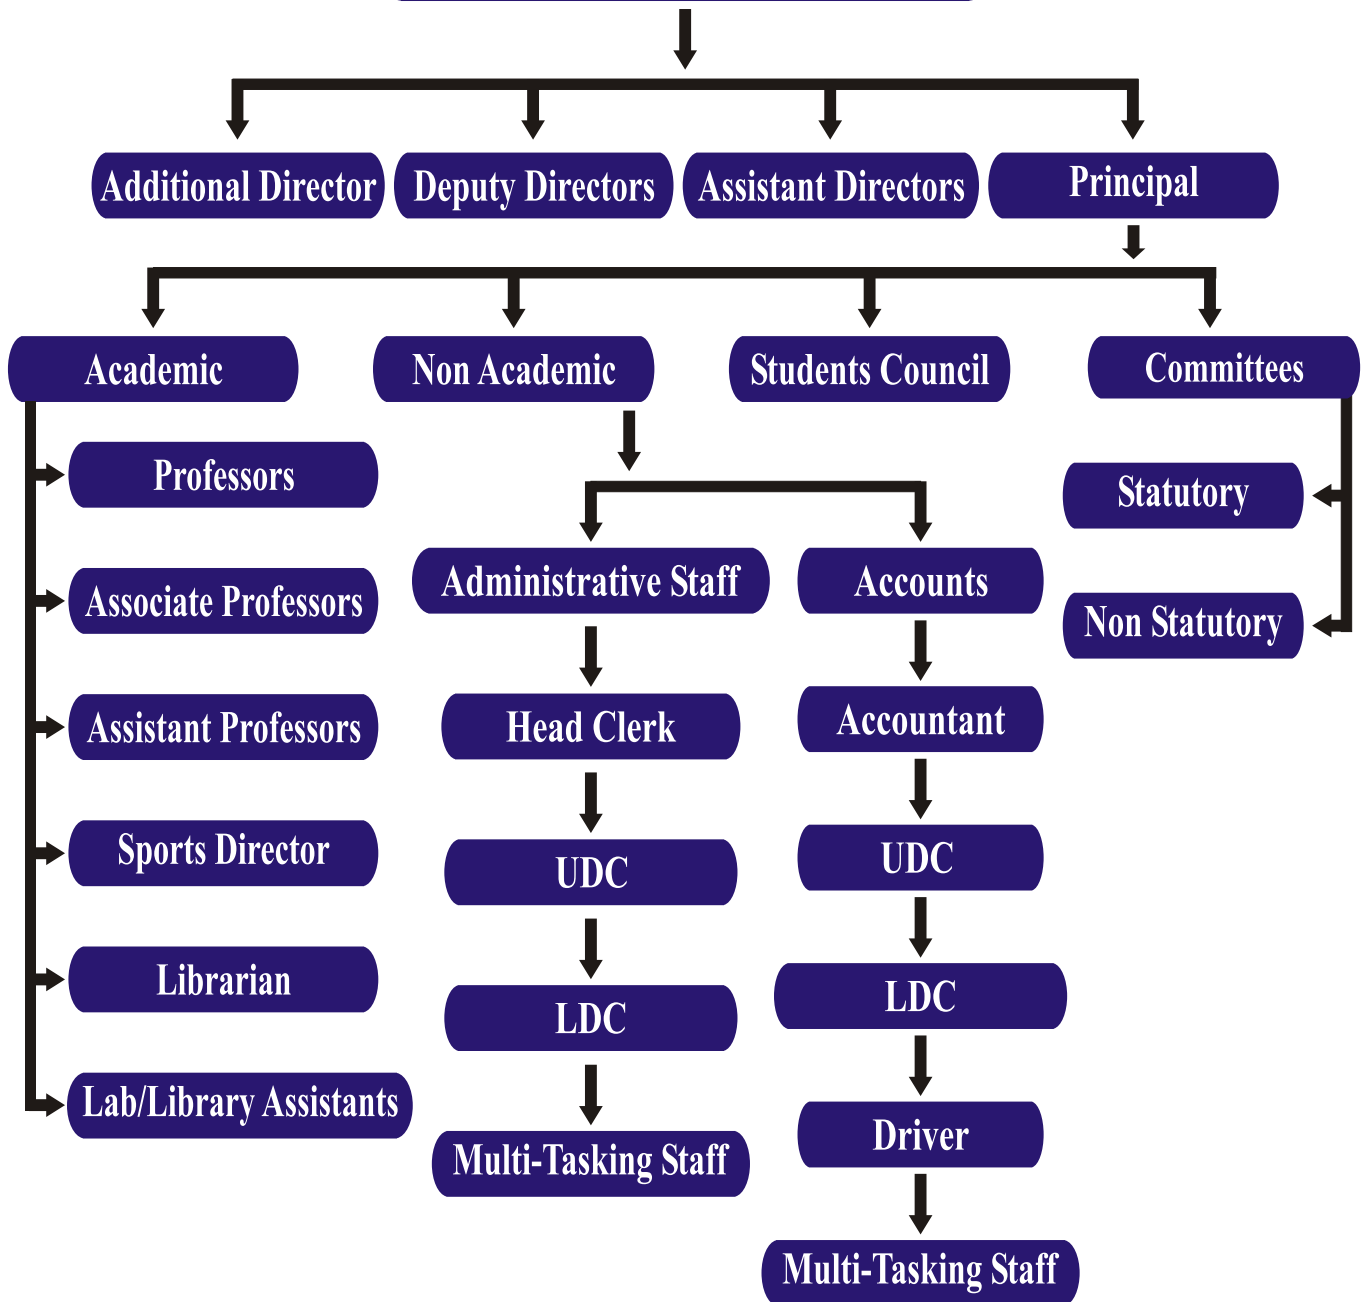 Additional Director
Deputy Directors
Assistant Directors
Principal
Academic
Non Academic
Students Council
Committees
Professors
Associate Professors
Assistant Professors
Sports Director
Librarian
Lab/Library Assistants
Administrative Staff
Head Clerk
UDC
LDC
Multi-Tasking Staff
Accounts
Accountant
UDC
LDC
Driver
Multi-Tasking Staff
Statutory
Non Statutory